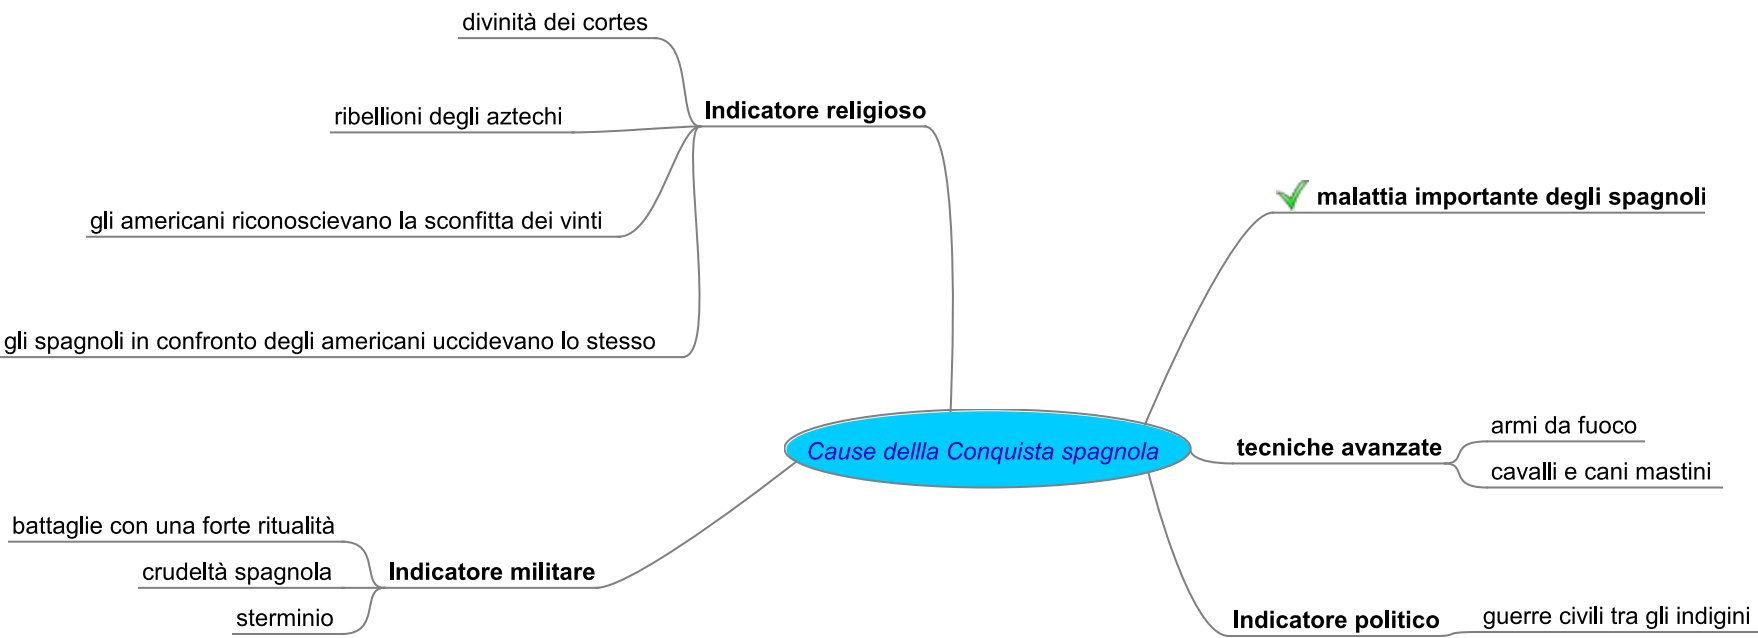 divinità dei cortes
ribellioni degli aztechi
Indicatore religioso
gli americani riconoscievano la sconfitta dei vinti
gli spagnoli in confronto degli americani uccidevano lo stesso
malattia importante degli spagnoli
Cause dellla Conquista spagnola
tecniche avanzate
armi da fuoco
cavalli e cani mastini
battaglie con una forte ritualità
crudeltà spagnola
Indicatore militare
sterminio
Indicatore politico
guerre civili tra gli indigini